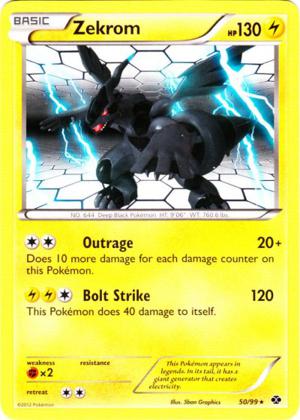 BASIC
Zekrom
HP130
NO. 644 Deep Black Pokémon HT. 9'06" WT. 760.6 lbs.
Outrage 20+
Does 10 more damage for each damage counter on
this Pokémon.
Bolt Strike 120
This Pokémon does 40 damage to itself.
weakness
×2
resistance
retreat
This Pokémon appears in
legends. In its tail, it has a
giant generator that creates
electricity.
Illus. 5ban Graphics
50/99
©2012 Pokémon